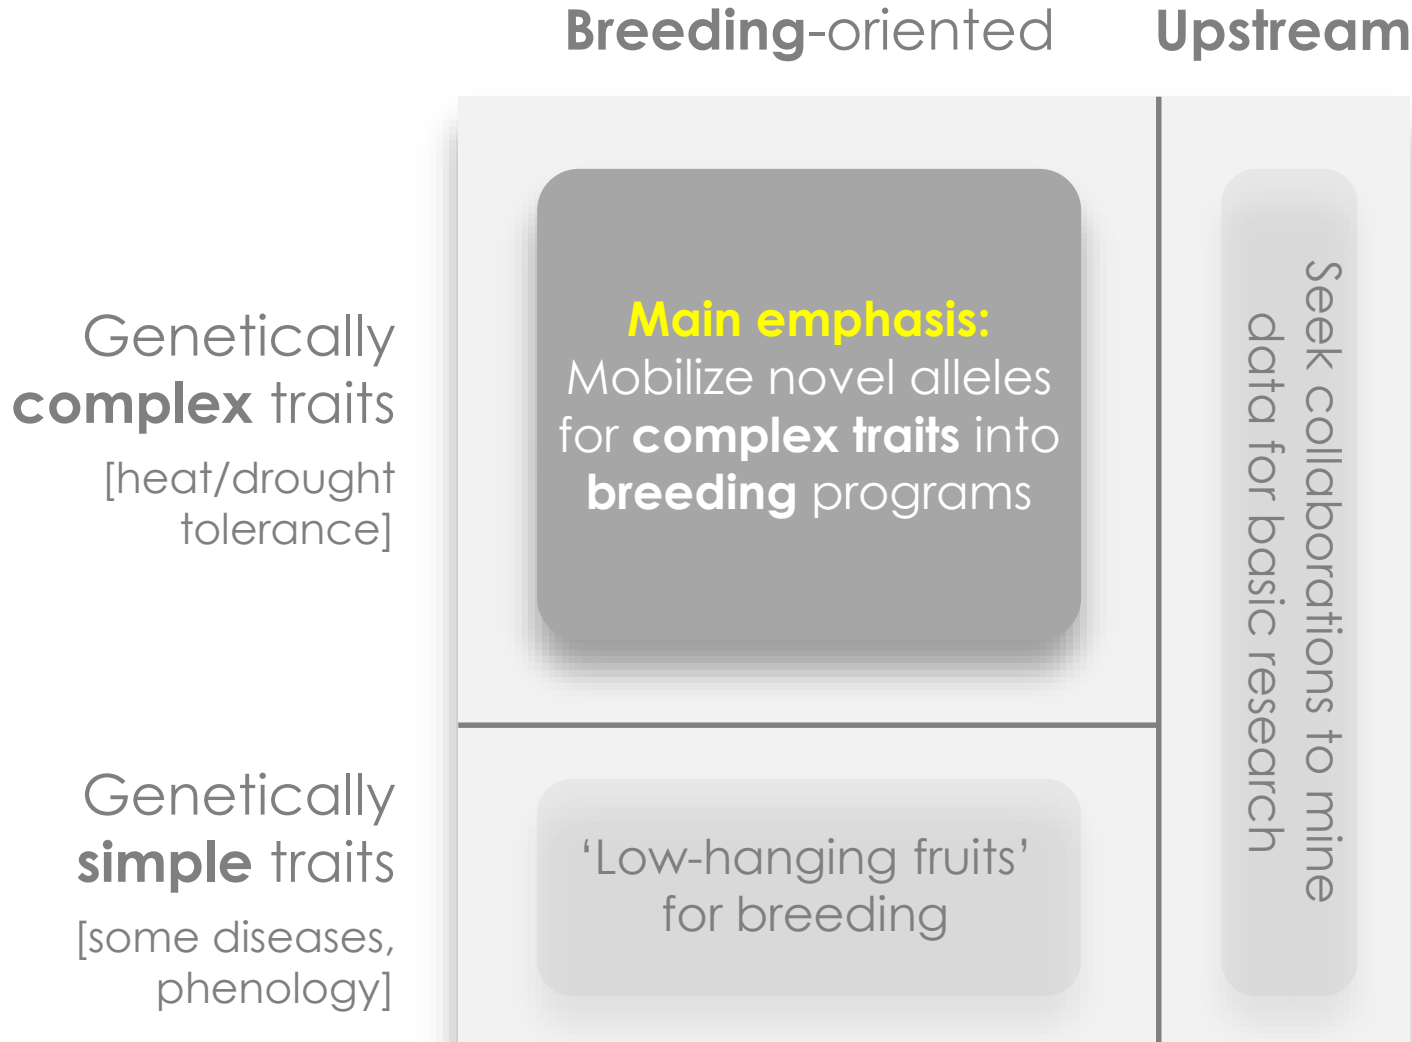 Breeding-oriented
Upstream
Genetically
complex traits
[heat/drought
tolerance]
Main emphasis:
Mobilize novel alleles
for complex traits into
breeding programs
Seek collaborations to mine
data for basic research
Genetically
simple traits
[some diseases,
phenology]
‘Low-hanging fruits’
for breeding